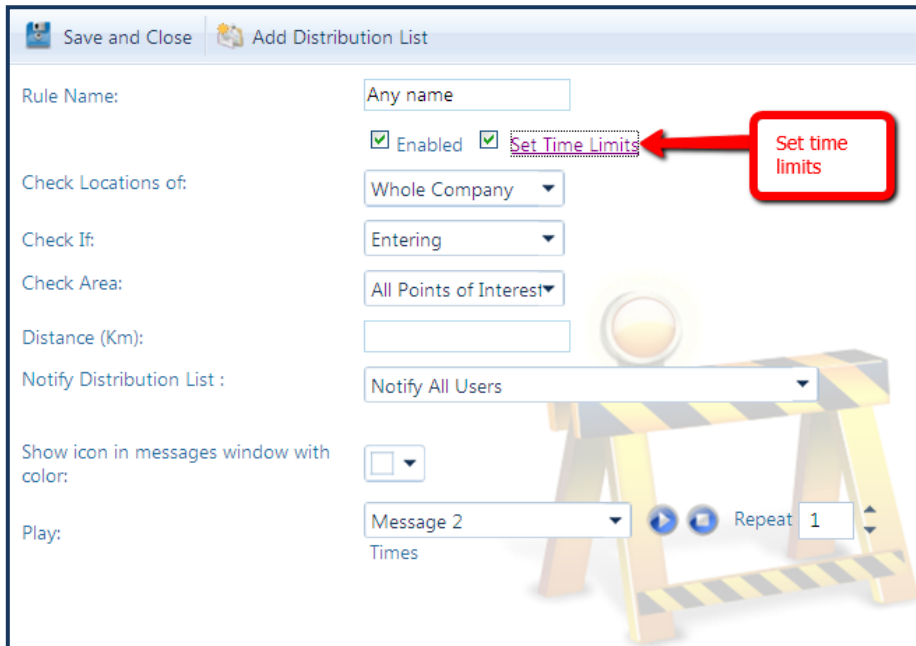 Save and Close Add Distribution List
Rule Name: Any name
Enabled Set Time Limits
Set time
limits
Check Locations of: Whole Company
Check If: Entering
Check Area: All Points of Interest
Distance (Km):
Notify Distribution List : Notify All Users
Show icon in messages window with
color:
Play: Message 2 Repeat 1
Times